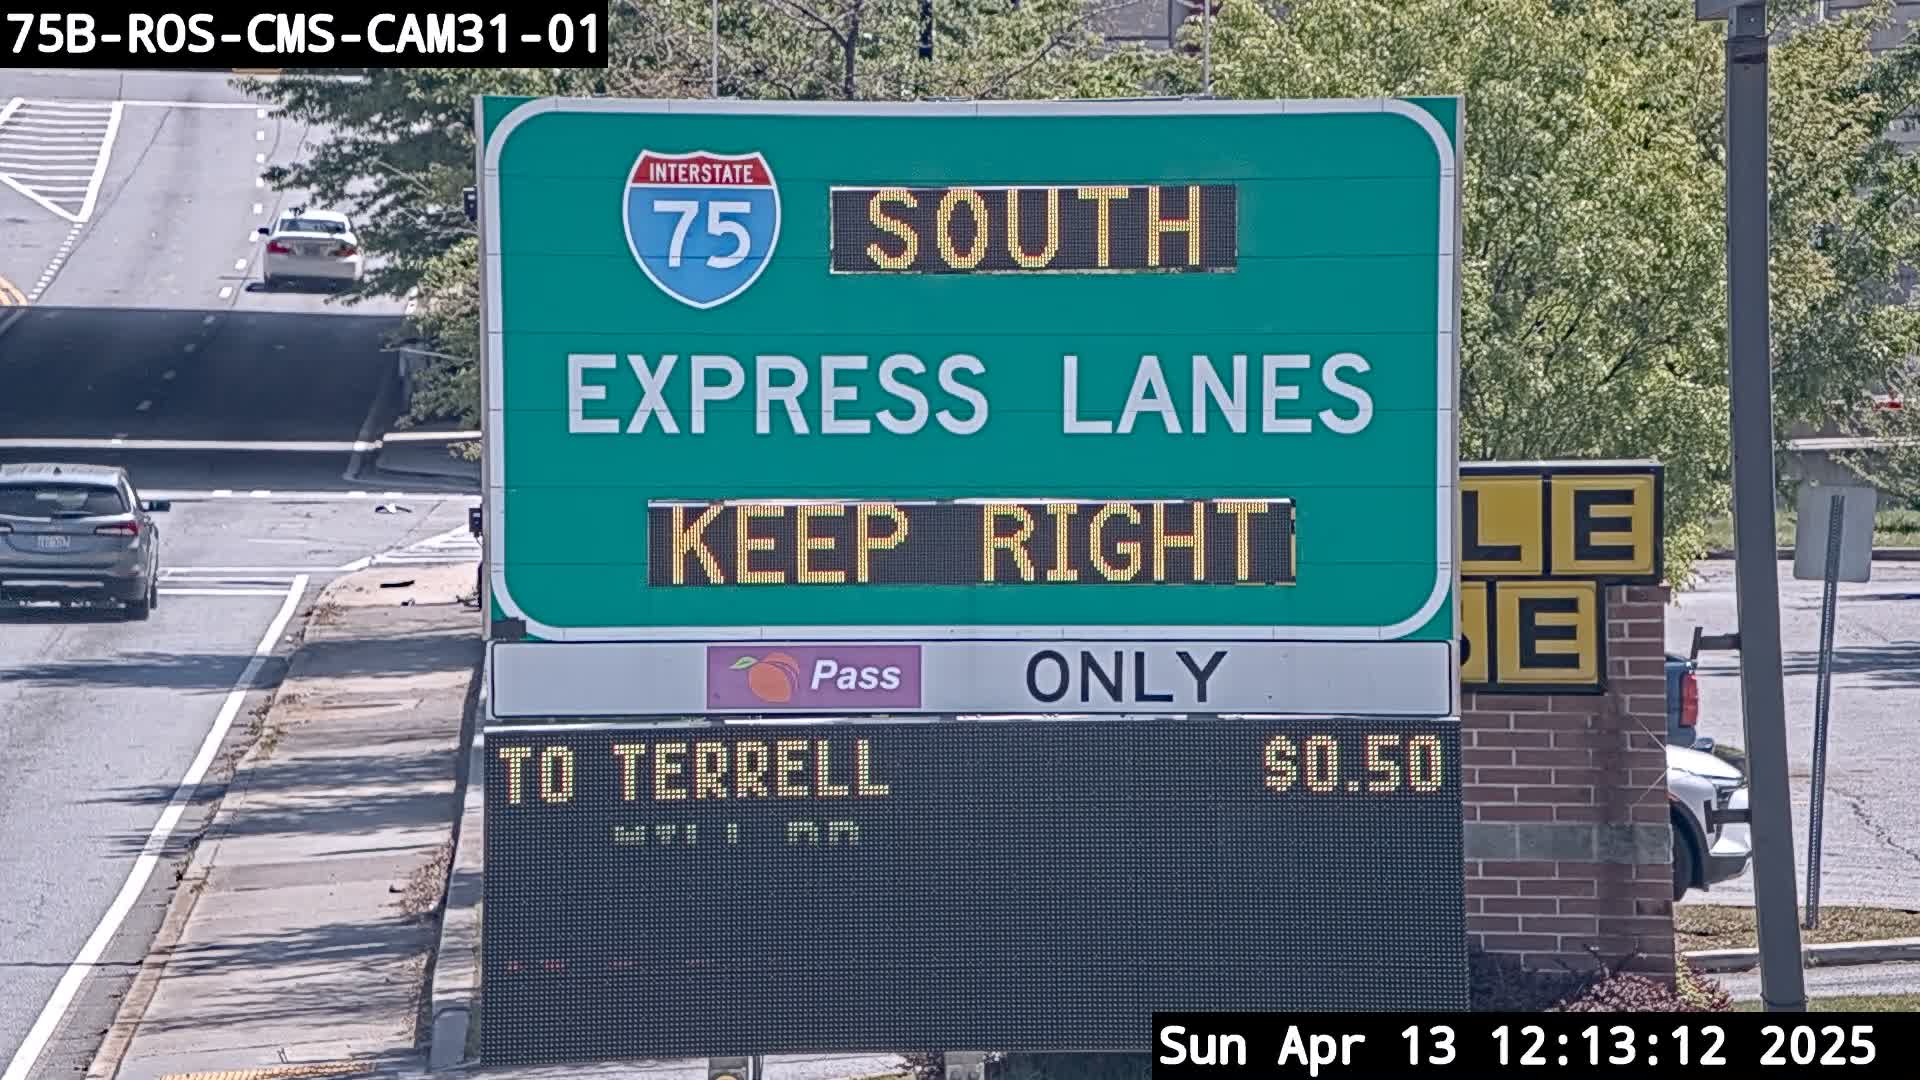 75B-ROS-CMS-CAM31-01
INTERSTATE
75
SOUTH
EXPRESS LANES
KEEP RIGHT
LE
E
Pass ONLY
TO TERRELL $0.50
Sun Apr 13 12:13:12 2025